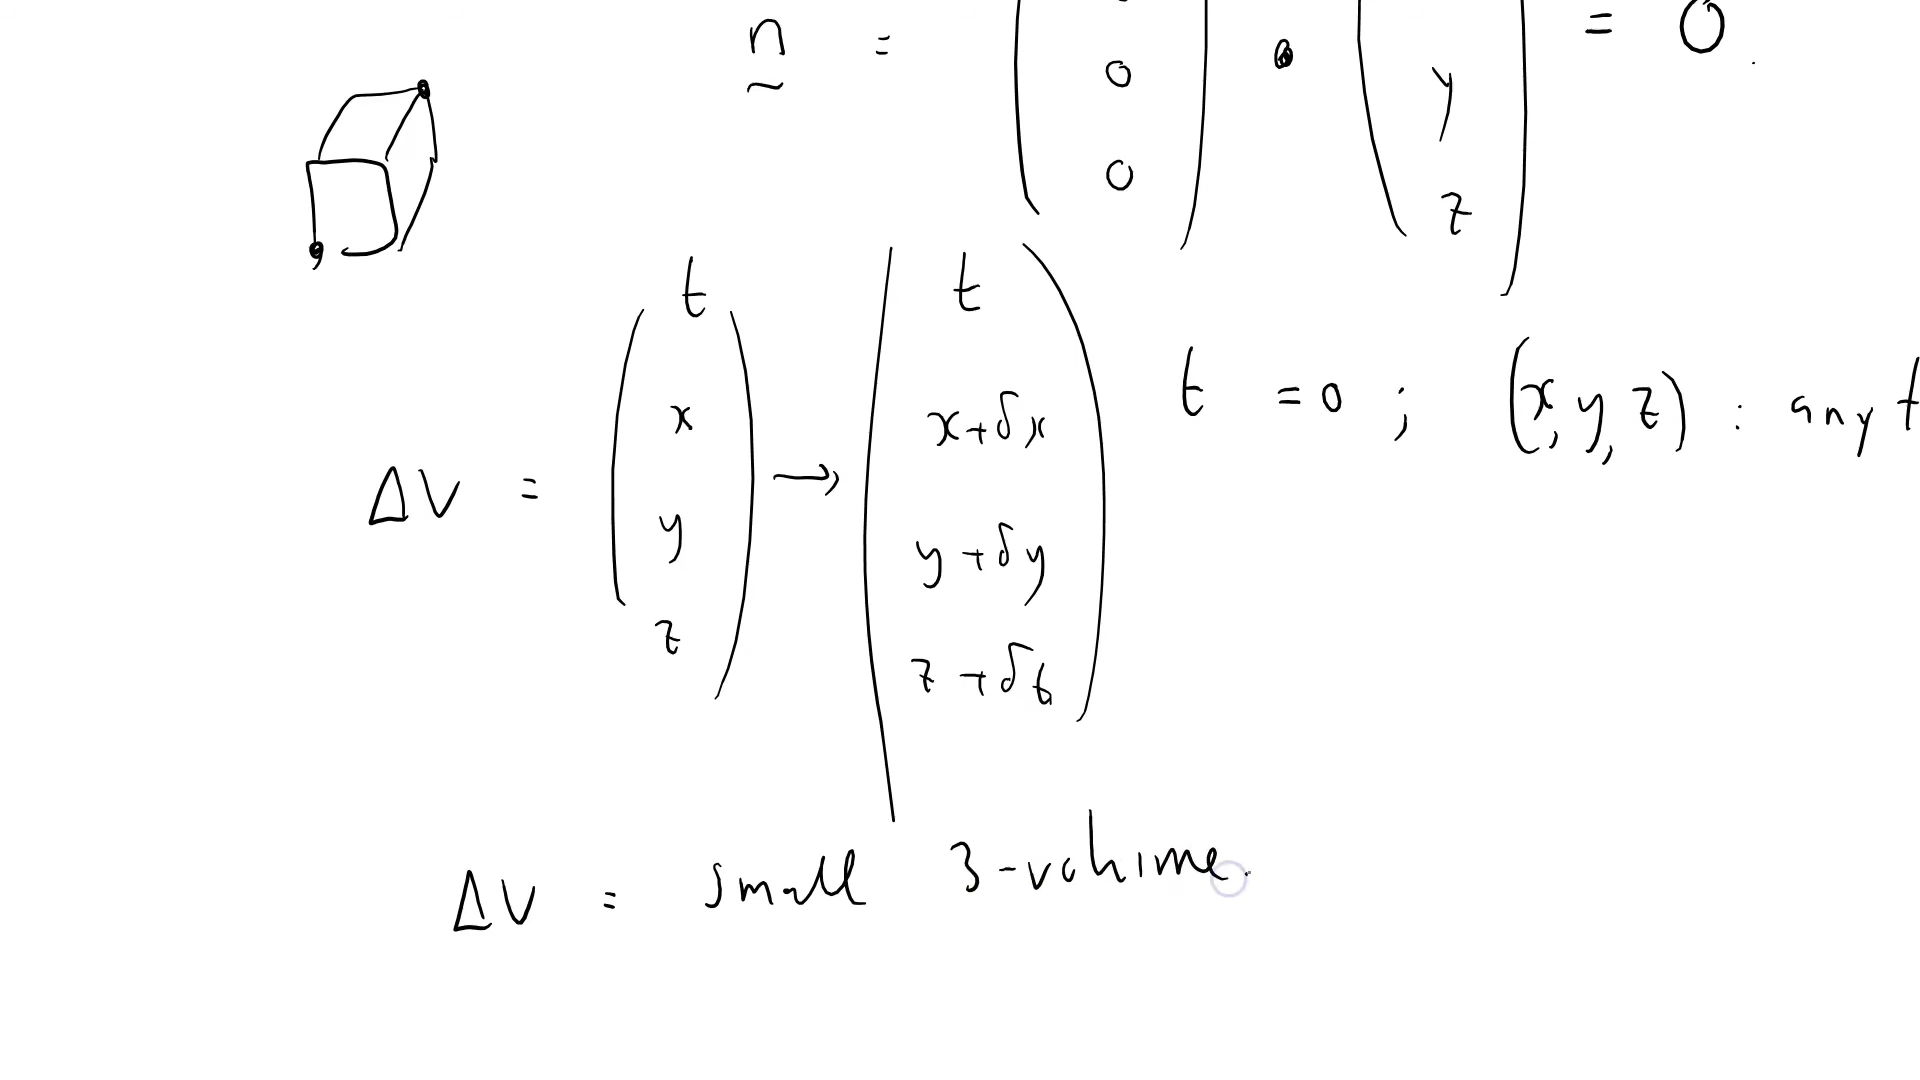 n = ( 0 0 ) • ( y z ) = 0.
ΔV = ( t x y z ) → ( t x+δx y+δy z+δz )
t = 0 ; (x, y, z) : any t
ΔV = small 3-volume.